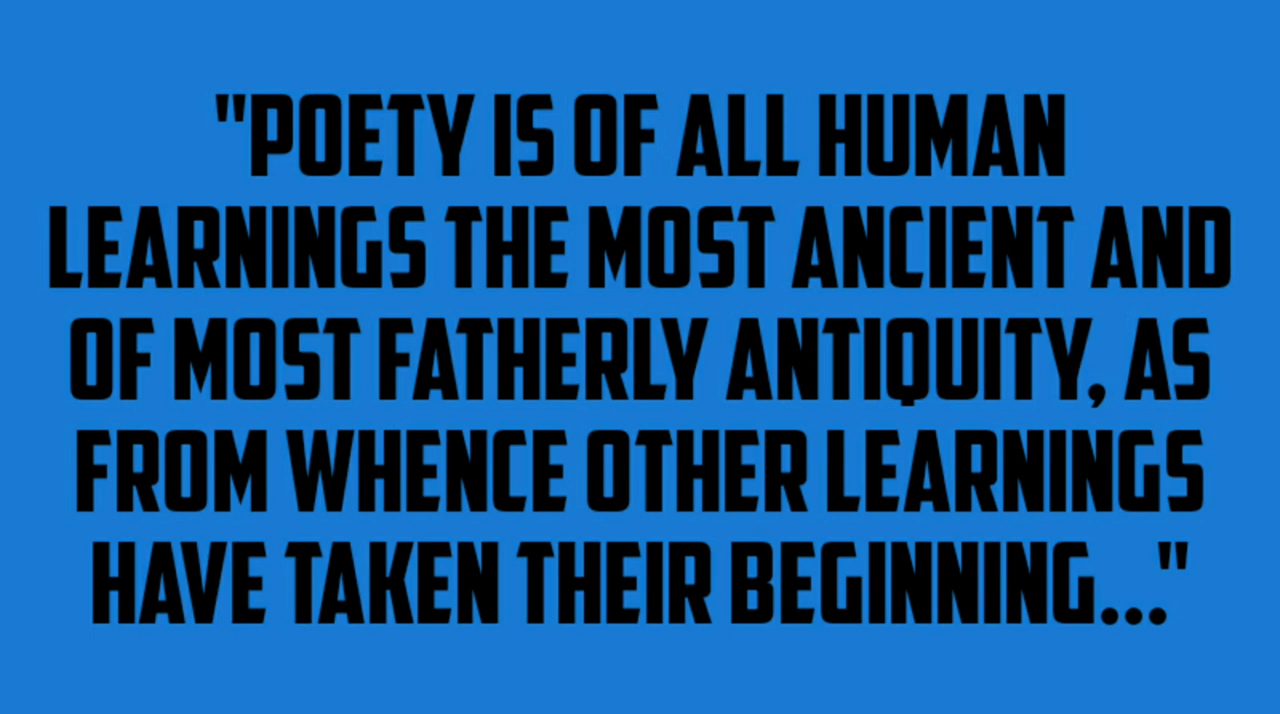 "POETY IS OF ALL HUMAN
LEARNINGS THE MOST ANCIENT AND
OF MOST FATHERLY ANTIQUITY, AS
FROM WHENCE OTHER LEARNINGS
HAVE TAKEN THEIR BEGINNING..."